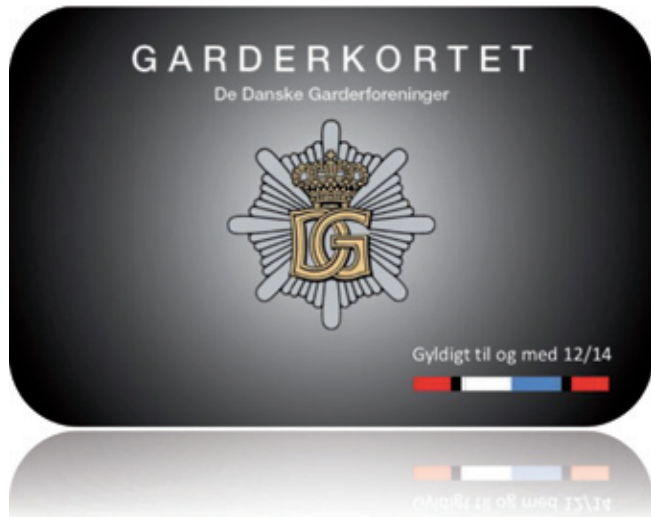 GARDERKORTET
De Danske Garderforeninger
DG
Gyldigt til og med 12/14